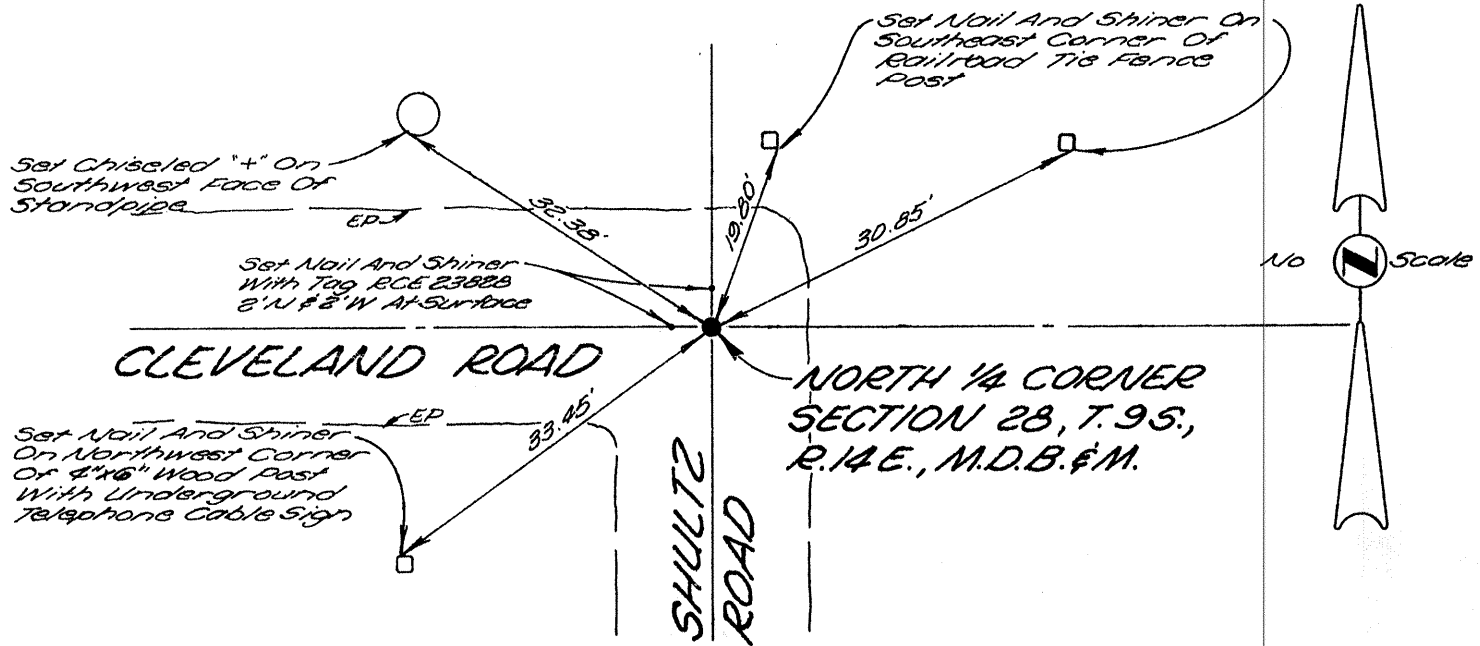 Set Nail And Shiner On
Southeast Corner Of
Railroad Tie Fence
Post
Set Chiseled "+" On
Southwest Face Of
Standpipe
EP
32.38'
19.80'
30.85'
Set Nail And Shiner
With Tag RCE 23828
2'N & 2'W At Surface
No Scale
N
CLEVELAND ROAD
NORTH 1/4 CORNER
SECTION 28, T.9S.,
R.14E., M.D.B.&M.
EP
33.45'
Set Nail And Shiner
On Northwest Corner
Of 4"x6" Wood Post
With Underground
Telephone Cable Sign
SHULTZ
ROAD